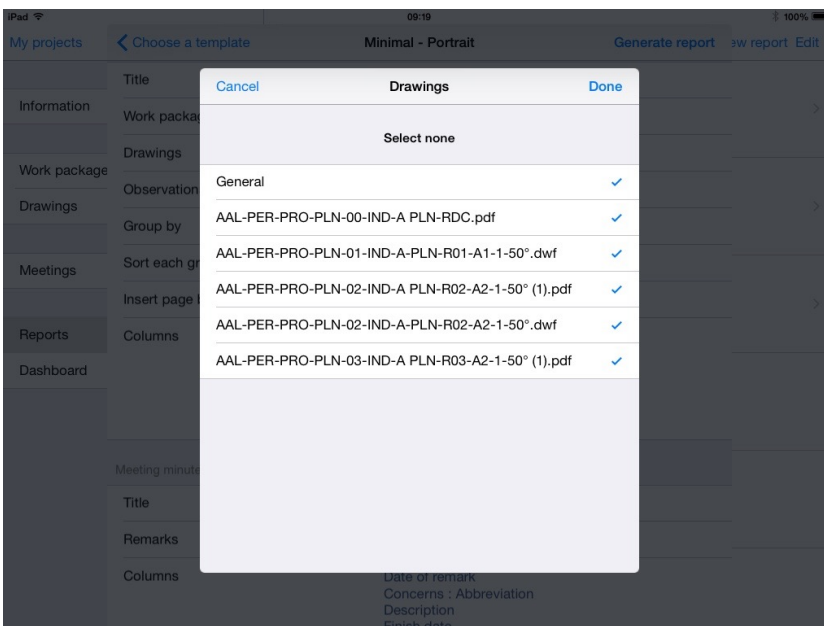 iPad 09:19 100%
My projects Choose a template Minimal - Portrait Generate report ew report Edit
Title
Cancel Drawings Done
Information
Work packag
Select none
Drawings
Work package
General
Observation
Drawings
AAL-PER-PRO-PLN-00-IND-A PLN-RDC.pdf
Group by
AAL-PER-PRO-PLN-01-IND-A-PLN-R01-A1-1-50°.dwf
Sort each gr
Meetings
AAL-PER-PRO-PLN-02-IND-A PLN-R02-A2-1-50° (1).pdf
Insert page b
AAL-PER-PRO-PLN-02-IND-A-PLN-R02-A2-1-50°.dwf
Reports
Columns
AAL-PER-PRO-PLN-03-IND-A PLN-R03-A2-1-50° (1).pdf
Dashboard
Meeting minute
Title
Remarks
Columns Date of remark
Concerns : Abbreviation
Description
Finish date